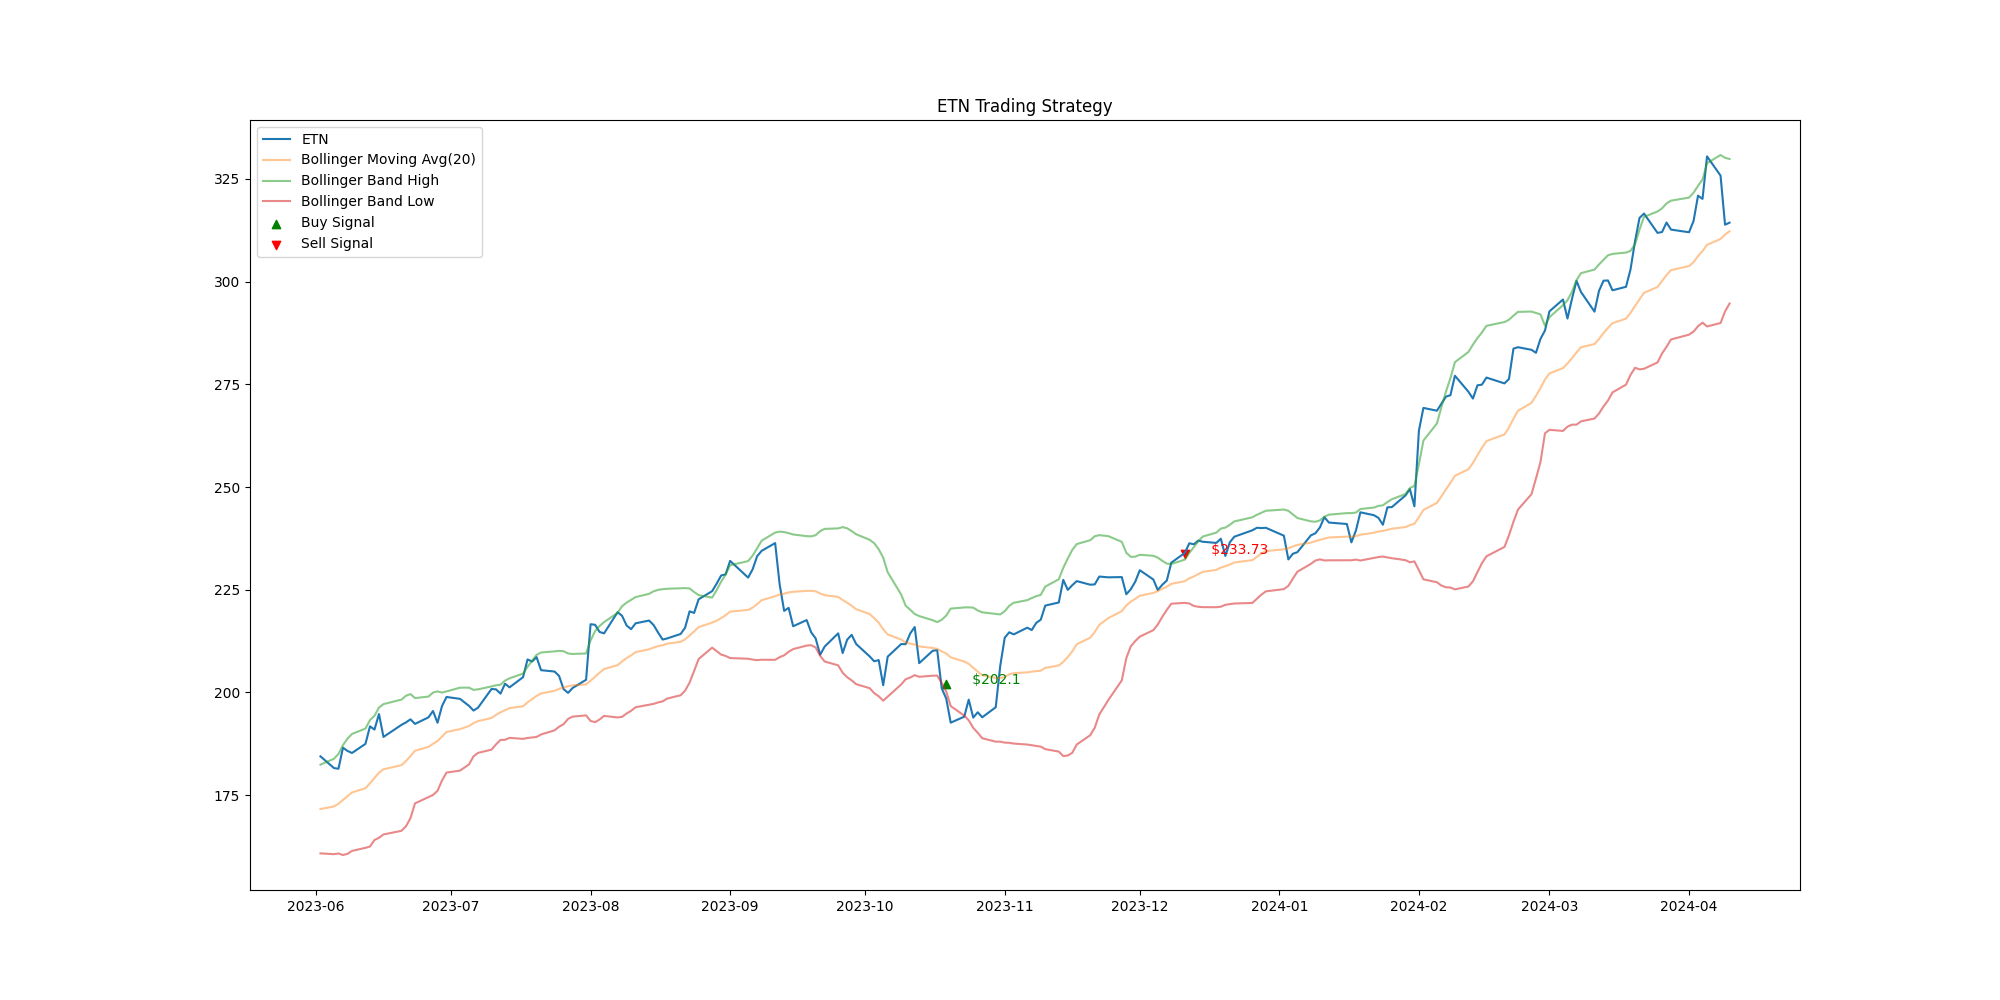 ETN Trading Strategy
ETN
Bollinger Moving Avg(20)
Bollinger Band High
Bollinger Band Low
Buy Signal
Sell Signal
325
300
275
250
225
200
175
$233.73
$202.1
2023-06 2023-07 2023-08 2023-09 2023-10 2023-11 2023-12 2024-01 2024-02 2024-03 2024-04